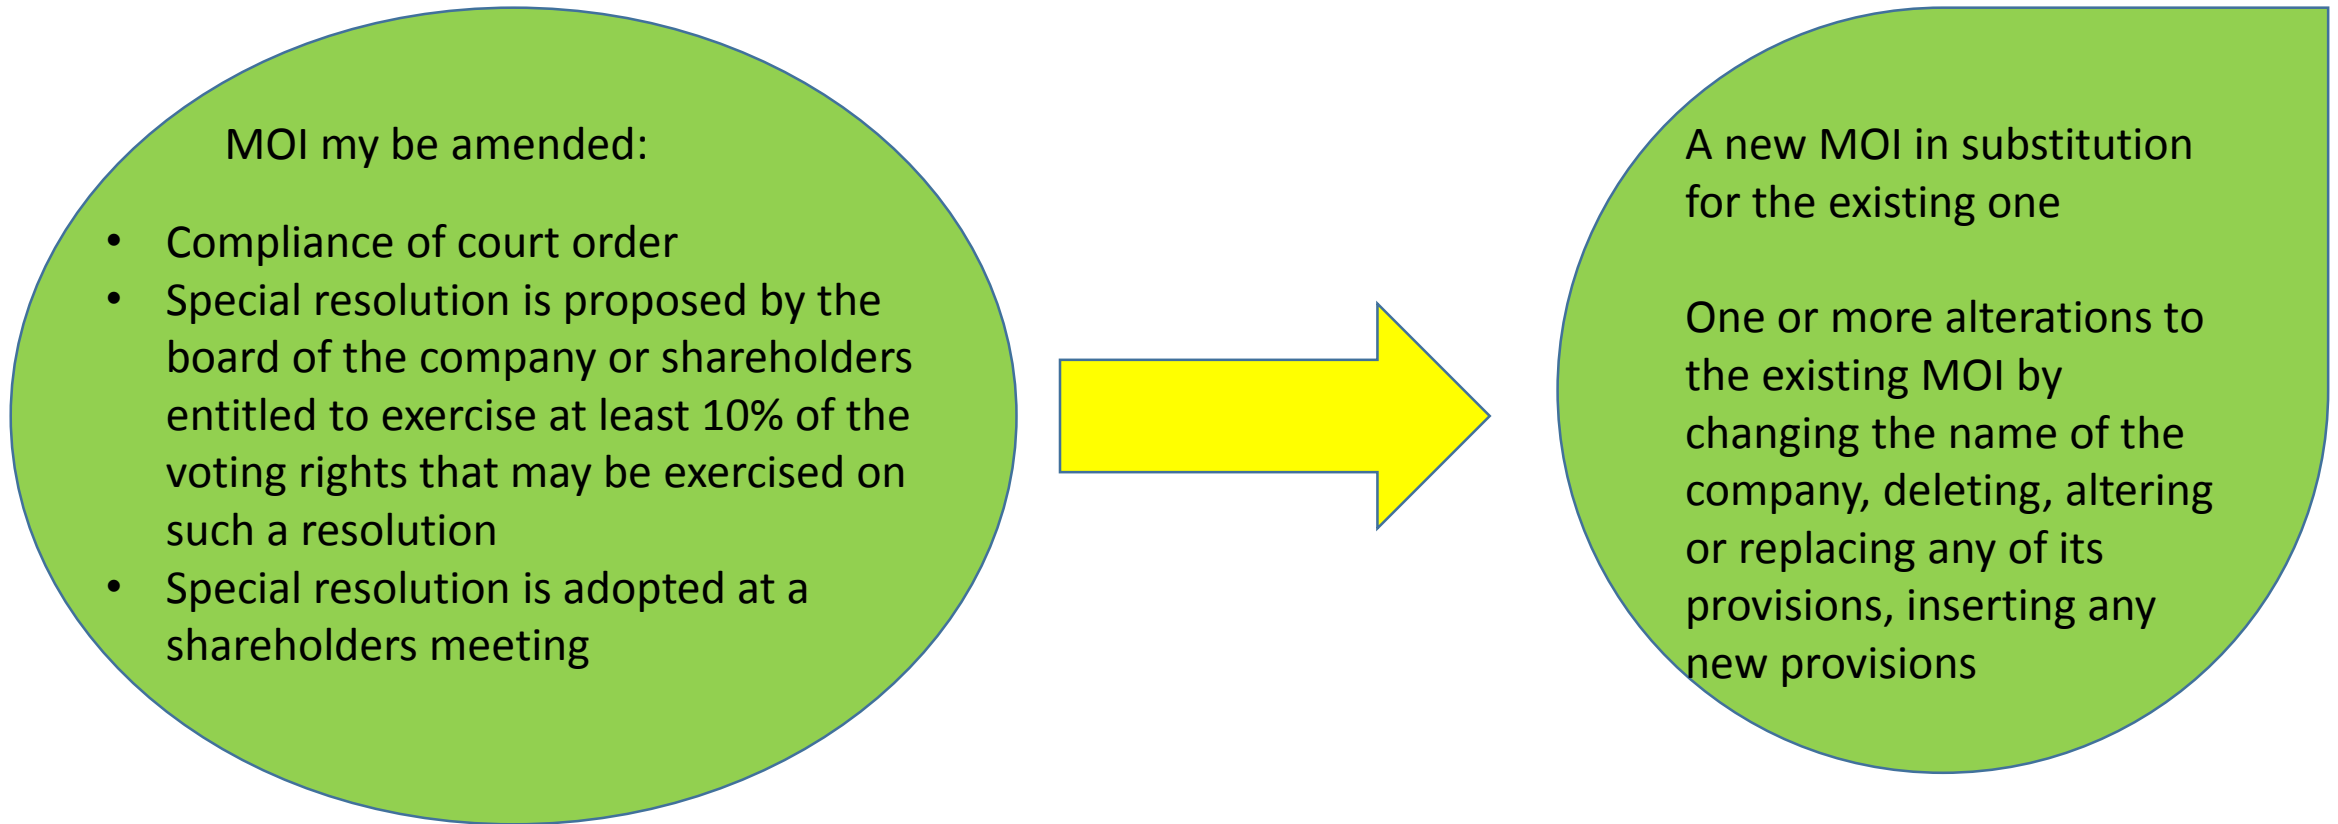 MOI my be amended:
• Compliance of court order
• Special resolution is proposed by the
board of the company or shareholders
entitled to exercise at least 10% of the
voting rights that may be exercised on
such a resolution
• Special resolution is adopted at a
shareholders meeting
A new MOI in substitution
for the existing one
One or more alterations to
the existing MOI by
changing the name of the
company, deleting, altering
or replacing any of its
provisions, inserting any
new provisions